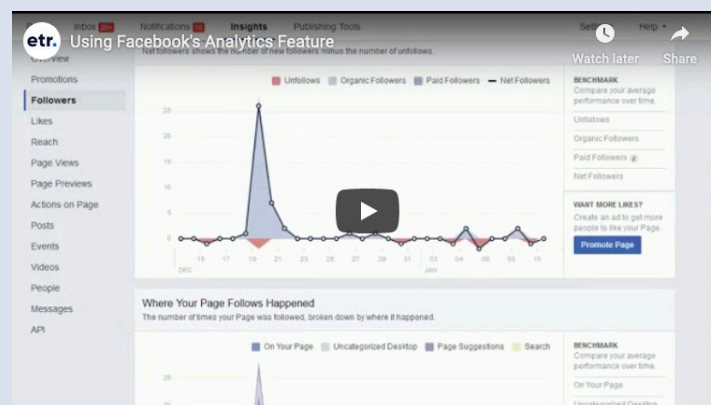 Inbox
Notifications
Insights
Publishing Tools
Help
etr.
Using Facebook's Analytics Feature
Watch later
Share
Net followers shows the number of new followers minus the number of unfollows.
Overview
Promotions
Followers
Likes
Reach
Page Views
Page Previews
Actions on Page
Posts
Events
Videos
People
Messages
API
Unfollows
Organic Followers
Paid Followers
Net Followers
BENCHMARK
Compare your average
performance over time.
Unfollows
Organic Followers
Paid Followers
Net Followers
WANT MORE LIKES?
Create an ad to get more
people to like your Page.
Promote Page
15 17 19 21 23 25 27 29 31 02 04 06 08 10
DEC JAN
Where Your Page Follows Happened
The number of times your Page was followed, broken down by where it happened.
On Your Page
Uncategorized Desktop
Page Suggestions
Search
BENCHMARK
Compare your average
performance over time.
On Your Page
Uncategorized Desktop